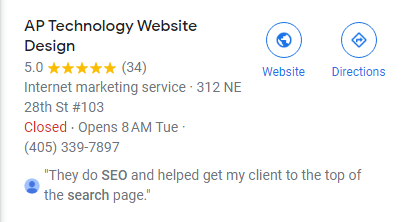 AP Technology Website
Design
5.0 ★★★★★ (34)
Internet marketing service · 312 NE
28th St #103
Closed · Opens 8 AM Tue ·
(405) 339-7897
"They do SEO and helped get my client to the top of
the search page."
Website
Directions